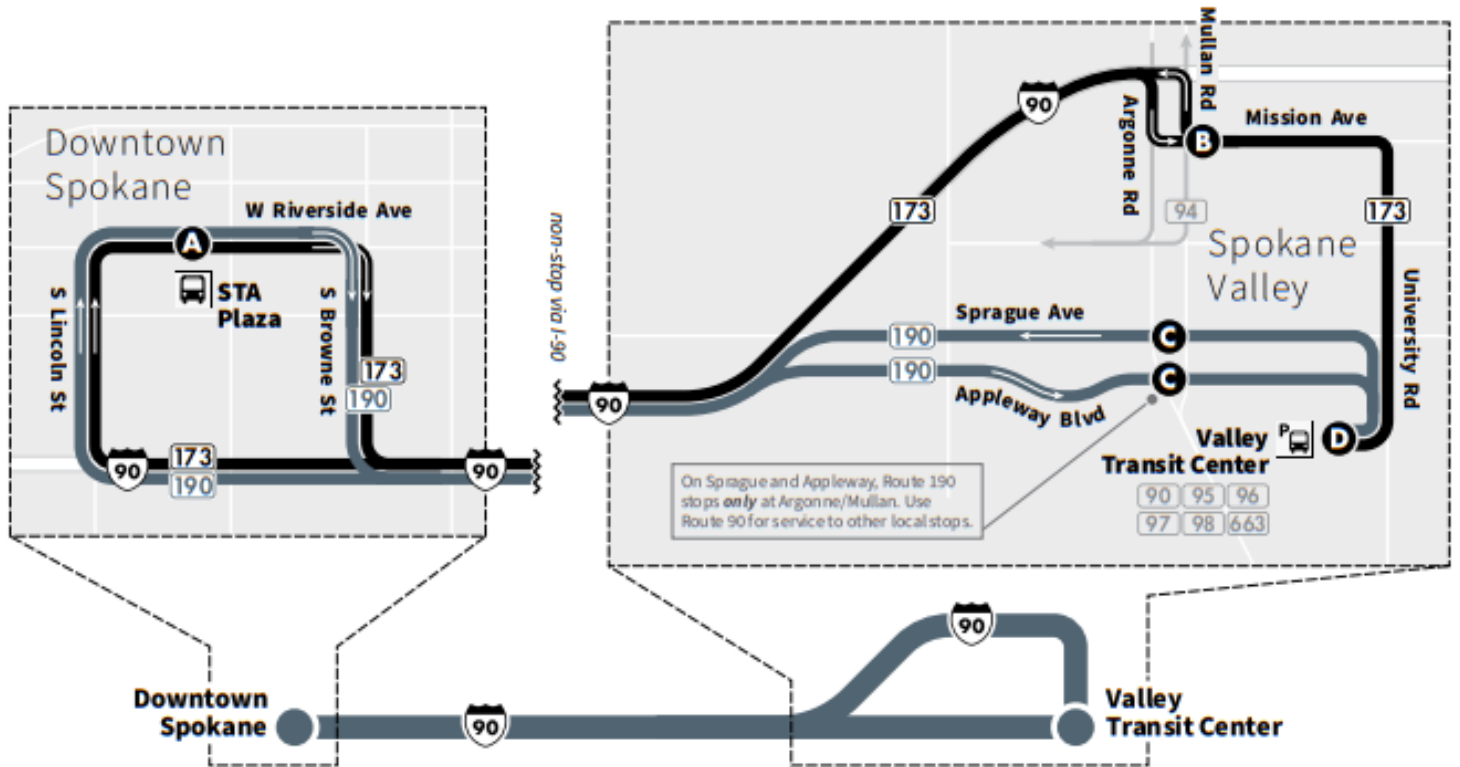 Downtown
Spokane
W Riverside Ave
A
STA
Plaza
S Lincoln St
S Browne St
173
190
90
173
190
90
non-stop via I-90
90
Mullan Rd
90
Argonne Rd
B
Mission Ave
173
94
173
Spokane
Valley
University Rd
Sprague Ave
190
C
190
C
Appleway Blvd
Valley
Transit Center
P
D
90 95 96
97 98 663
On Sprague and Appleway, Route 190
stops only at Argonne/Mullan. Use
Route 90 for service to other local stops.
90
Downtown
Spokane
90
Valley
Transit Center